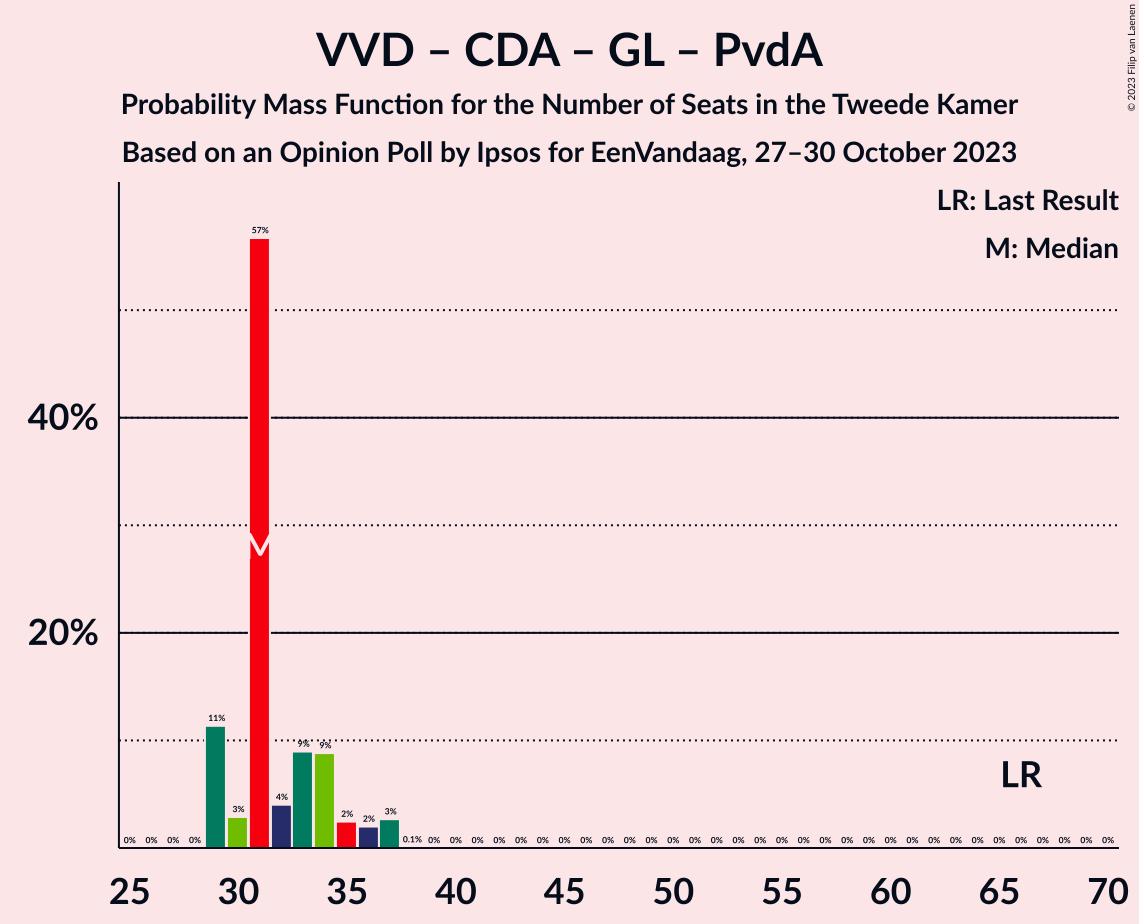 VVD – CDA – GL – PvdA
Probability Mass Function for the Number of Seats in the Tweede Kamer
Based on an Opinion Poll by Ipsos for EenVandaag, 27–30 October 2023
© 2023 Filip van Laenen
LR: Last Result
M: Median
57%
40%
20%
11%
9% 9%
LR
3% 4% 2% 2% 3%
0% 0% 0% 0% 0.1% 0% 0% 0% 0% 0% 0% 0% 0% 0% 0% 0% 0% 0% 0% 0% 0% 0% 0% 0% 0% 0% 0% 0% 0% 0% 0% 0% 0% 0% 0% 0% 0%
25 30 35 40 45 50 55 60 65 70